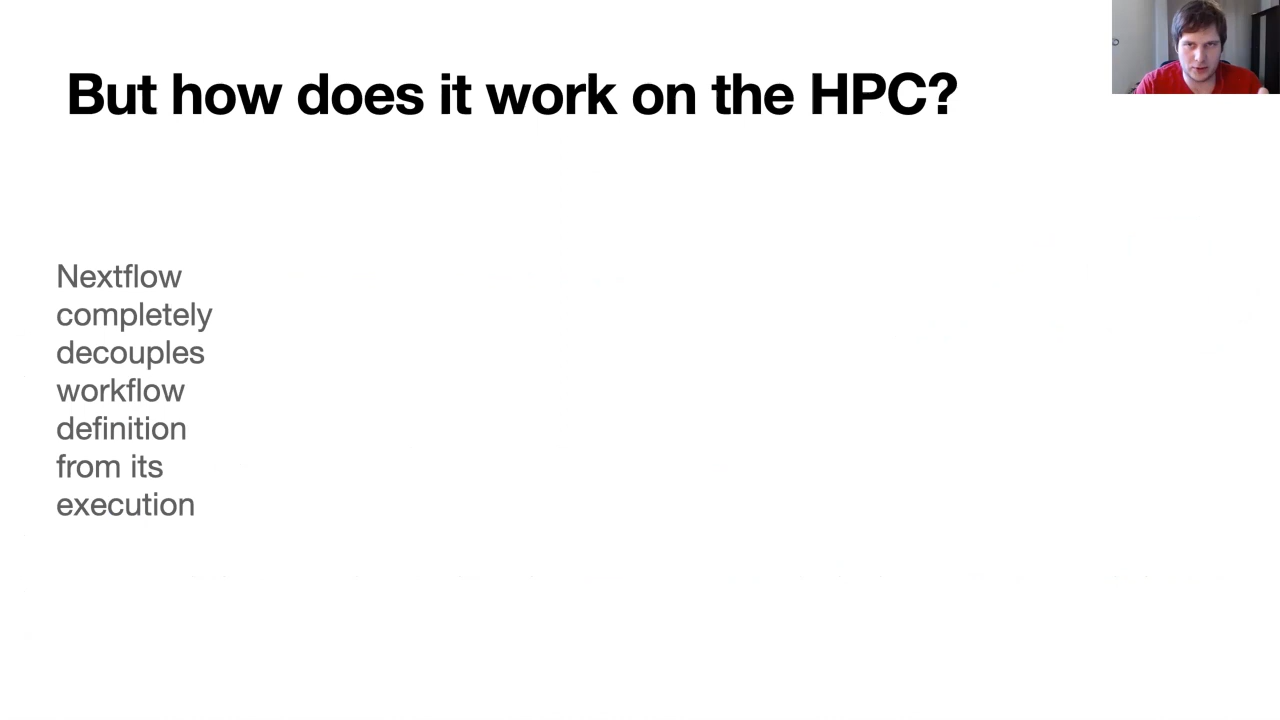 But how does it work on the HPC?
Nextflow
completely
decouples
workflow
definition
from its
execution